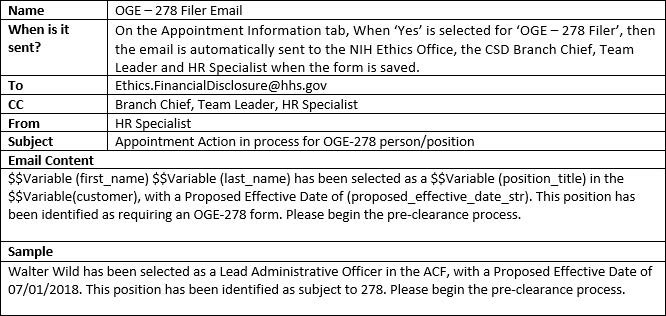 Name OGE – 278 Filer Email
When is it On the Appointment Information tab, When ‘Yes’ is selected for ‘OGE – 278 Filer’, then
sent? the email is automatically sent to the NIH Ethics Office, the CSD Branch Chief, Team
Leader and HR Specialist when the form is saved.
To Ethics.FinancialDisclosure@hhs.gov
CC Branch Chief, Team Leader, HR Specialist
From HR Specialist
Subject Appointment Action in process for OGE-278 person/position
Email Content
$$Variable (first_name) $$Variable (last_name) has been selected as a $$Variable (position_title) in the
$$Variable(customer), with a Proposed Effective Date of (proposed_effective_date_str). This position has
been identified as requiring an OGE-278 form. Please begin the pre-clearance process.
Sample
Walter Wild has been selected as a Lead Administrative Officer in the ACF, with a Proposed Effective Date of
07/01/2018. This position has been identified as subject to 278. Please begin the pre-clearance process.